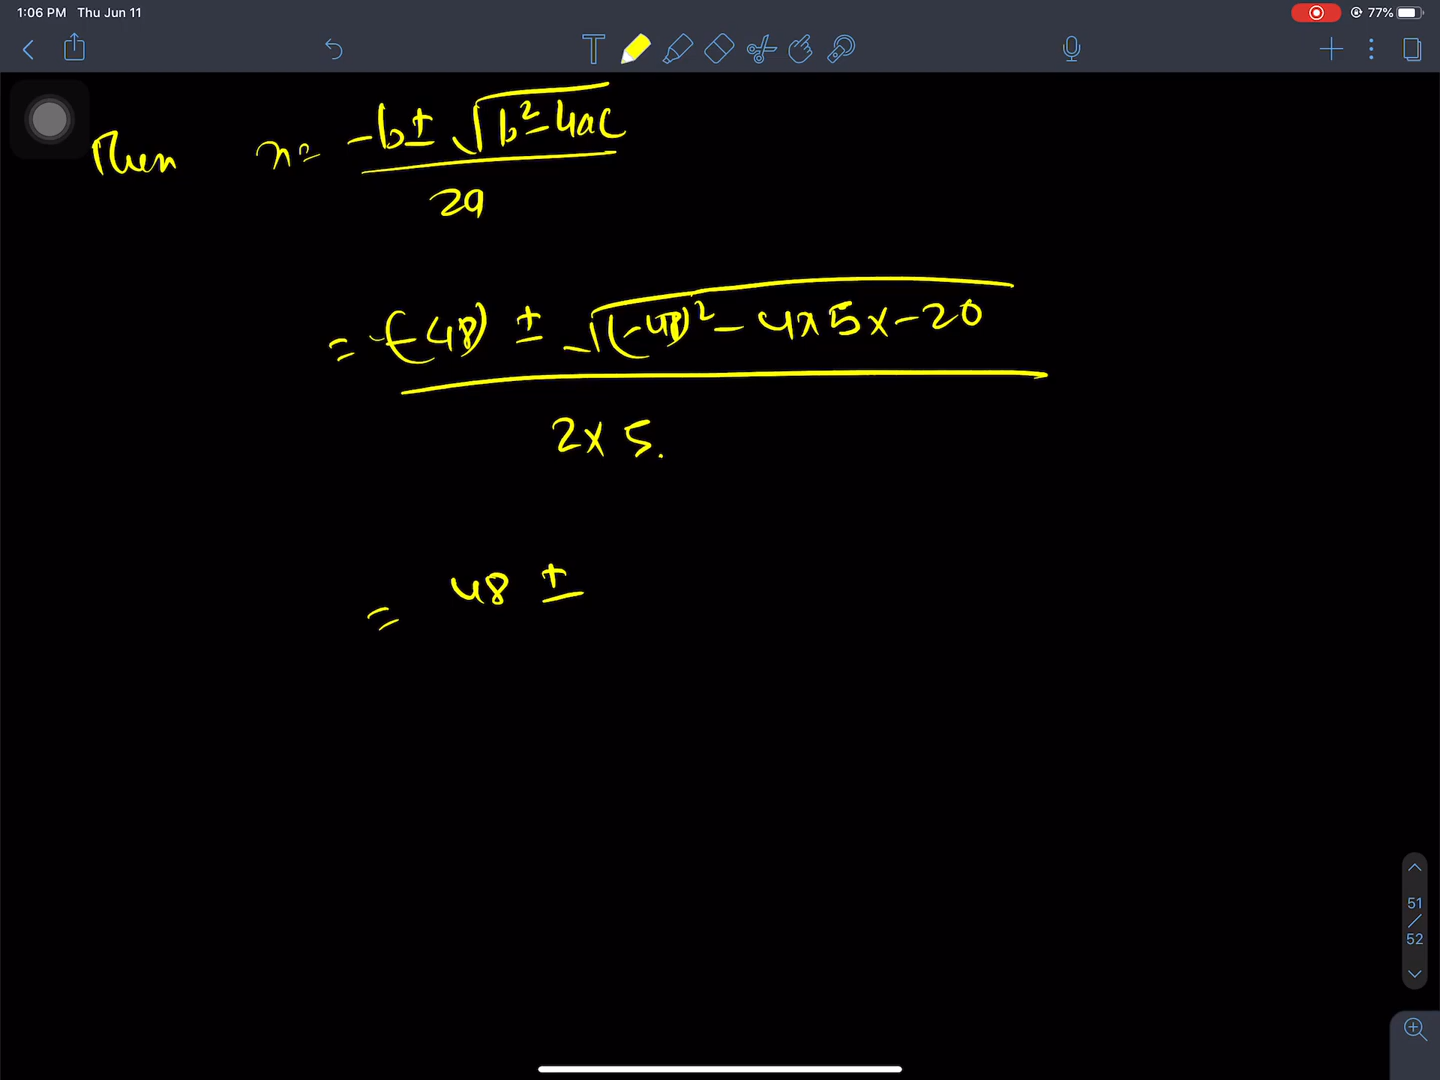 1:06 PM Thu Jun 11
77%
T
Then x = -b ± √b² - 4ac
2a
= -(-48) ± √(-48)² - 4 x 5 x - 20
2 x 5.
= 48 ±
51
/
52